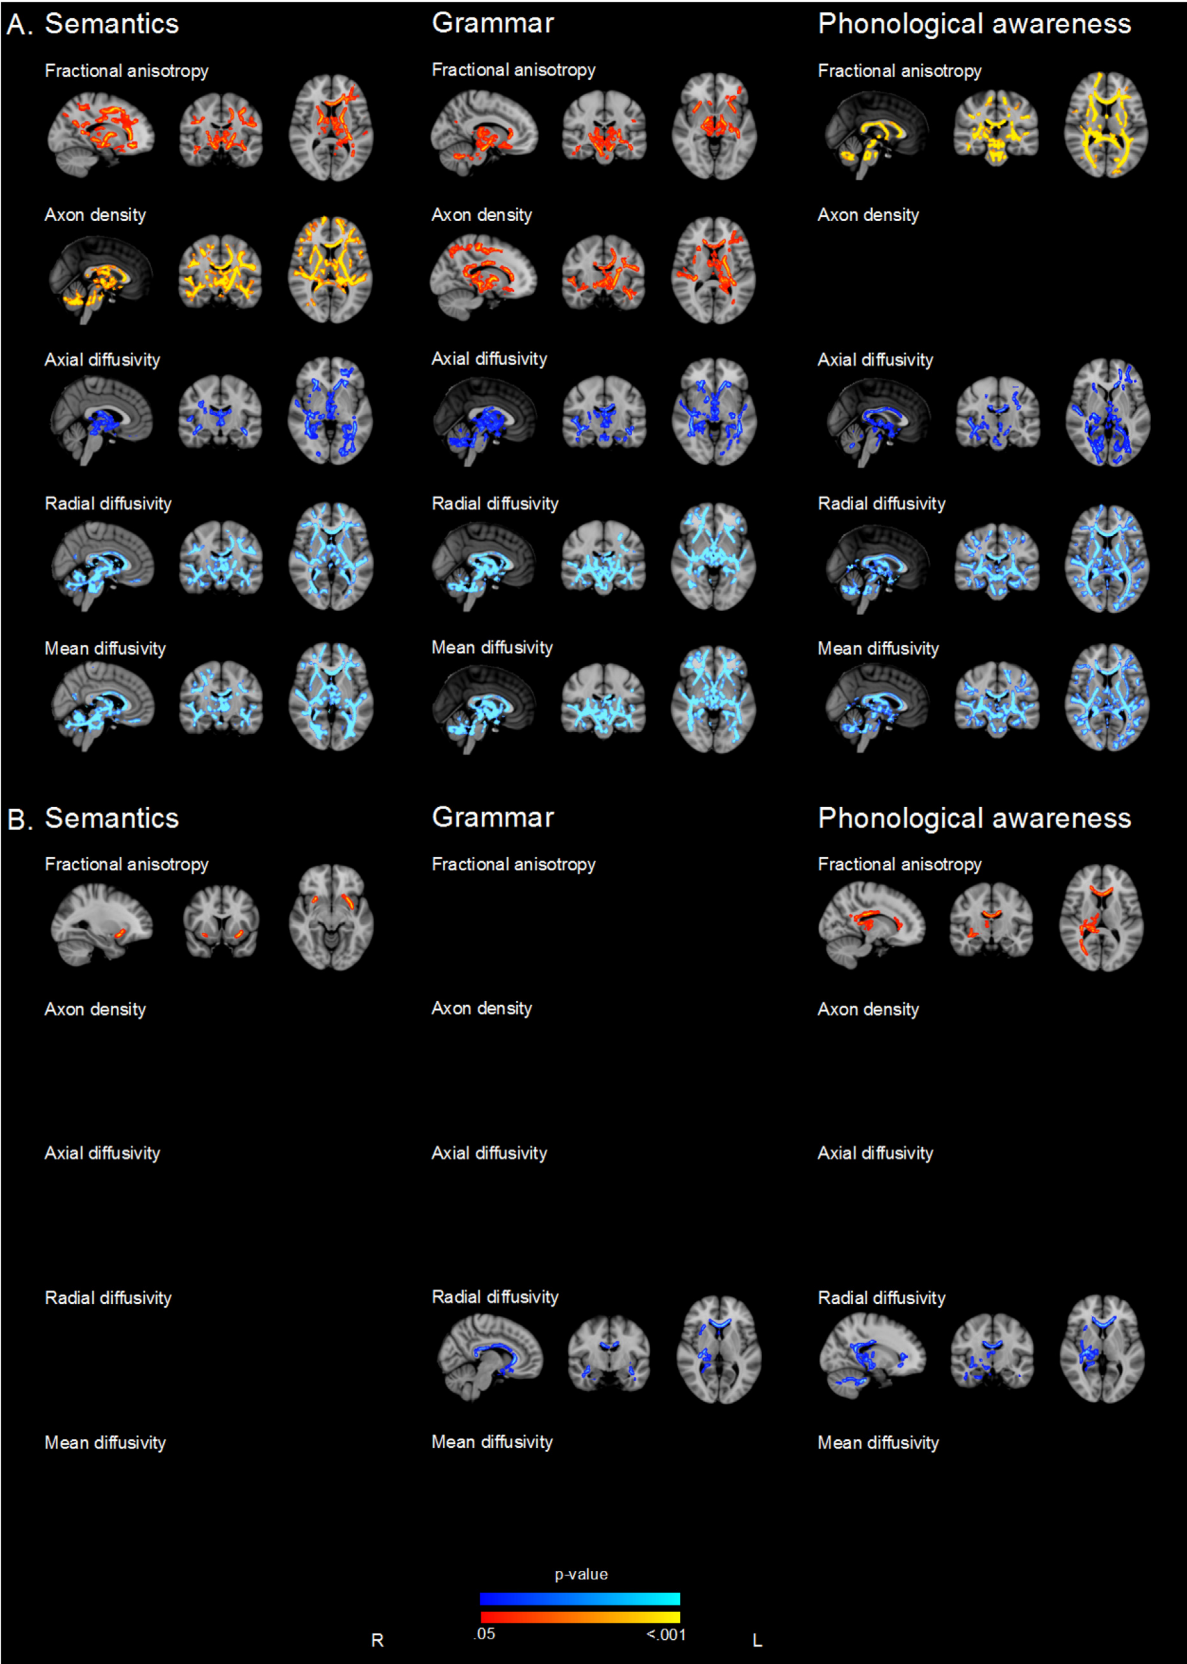 A. Semantics Grammar Phonological awareness
Fractional anisotropy Fractional anisotropy Fractional anisotropy
Axon density Axon density Axon density
Axial diffusivity Axial diffusivity Axial diffusivity
Radial diffusivity Radial diffusivity Radial diffusivity
Mean diffusivity Mean diffusivity Mean diffusivity
B. Semantics Grammar Phonological awareness
Fractional anisotropy Fractional anisotropy Fractional anisotropy
Axon density Axon density Axon density
Axial diffusivity Axial diffusivity Axial diffusivity
Radial diffusivity Radial diffusivity Radial diffusivity
Mean diffusivity Mean diffusivity Mean diffusivity
p-value
.05 <.001
R L